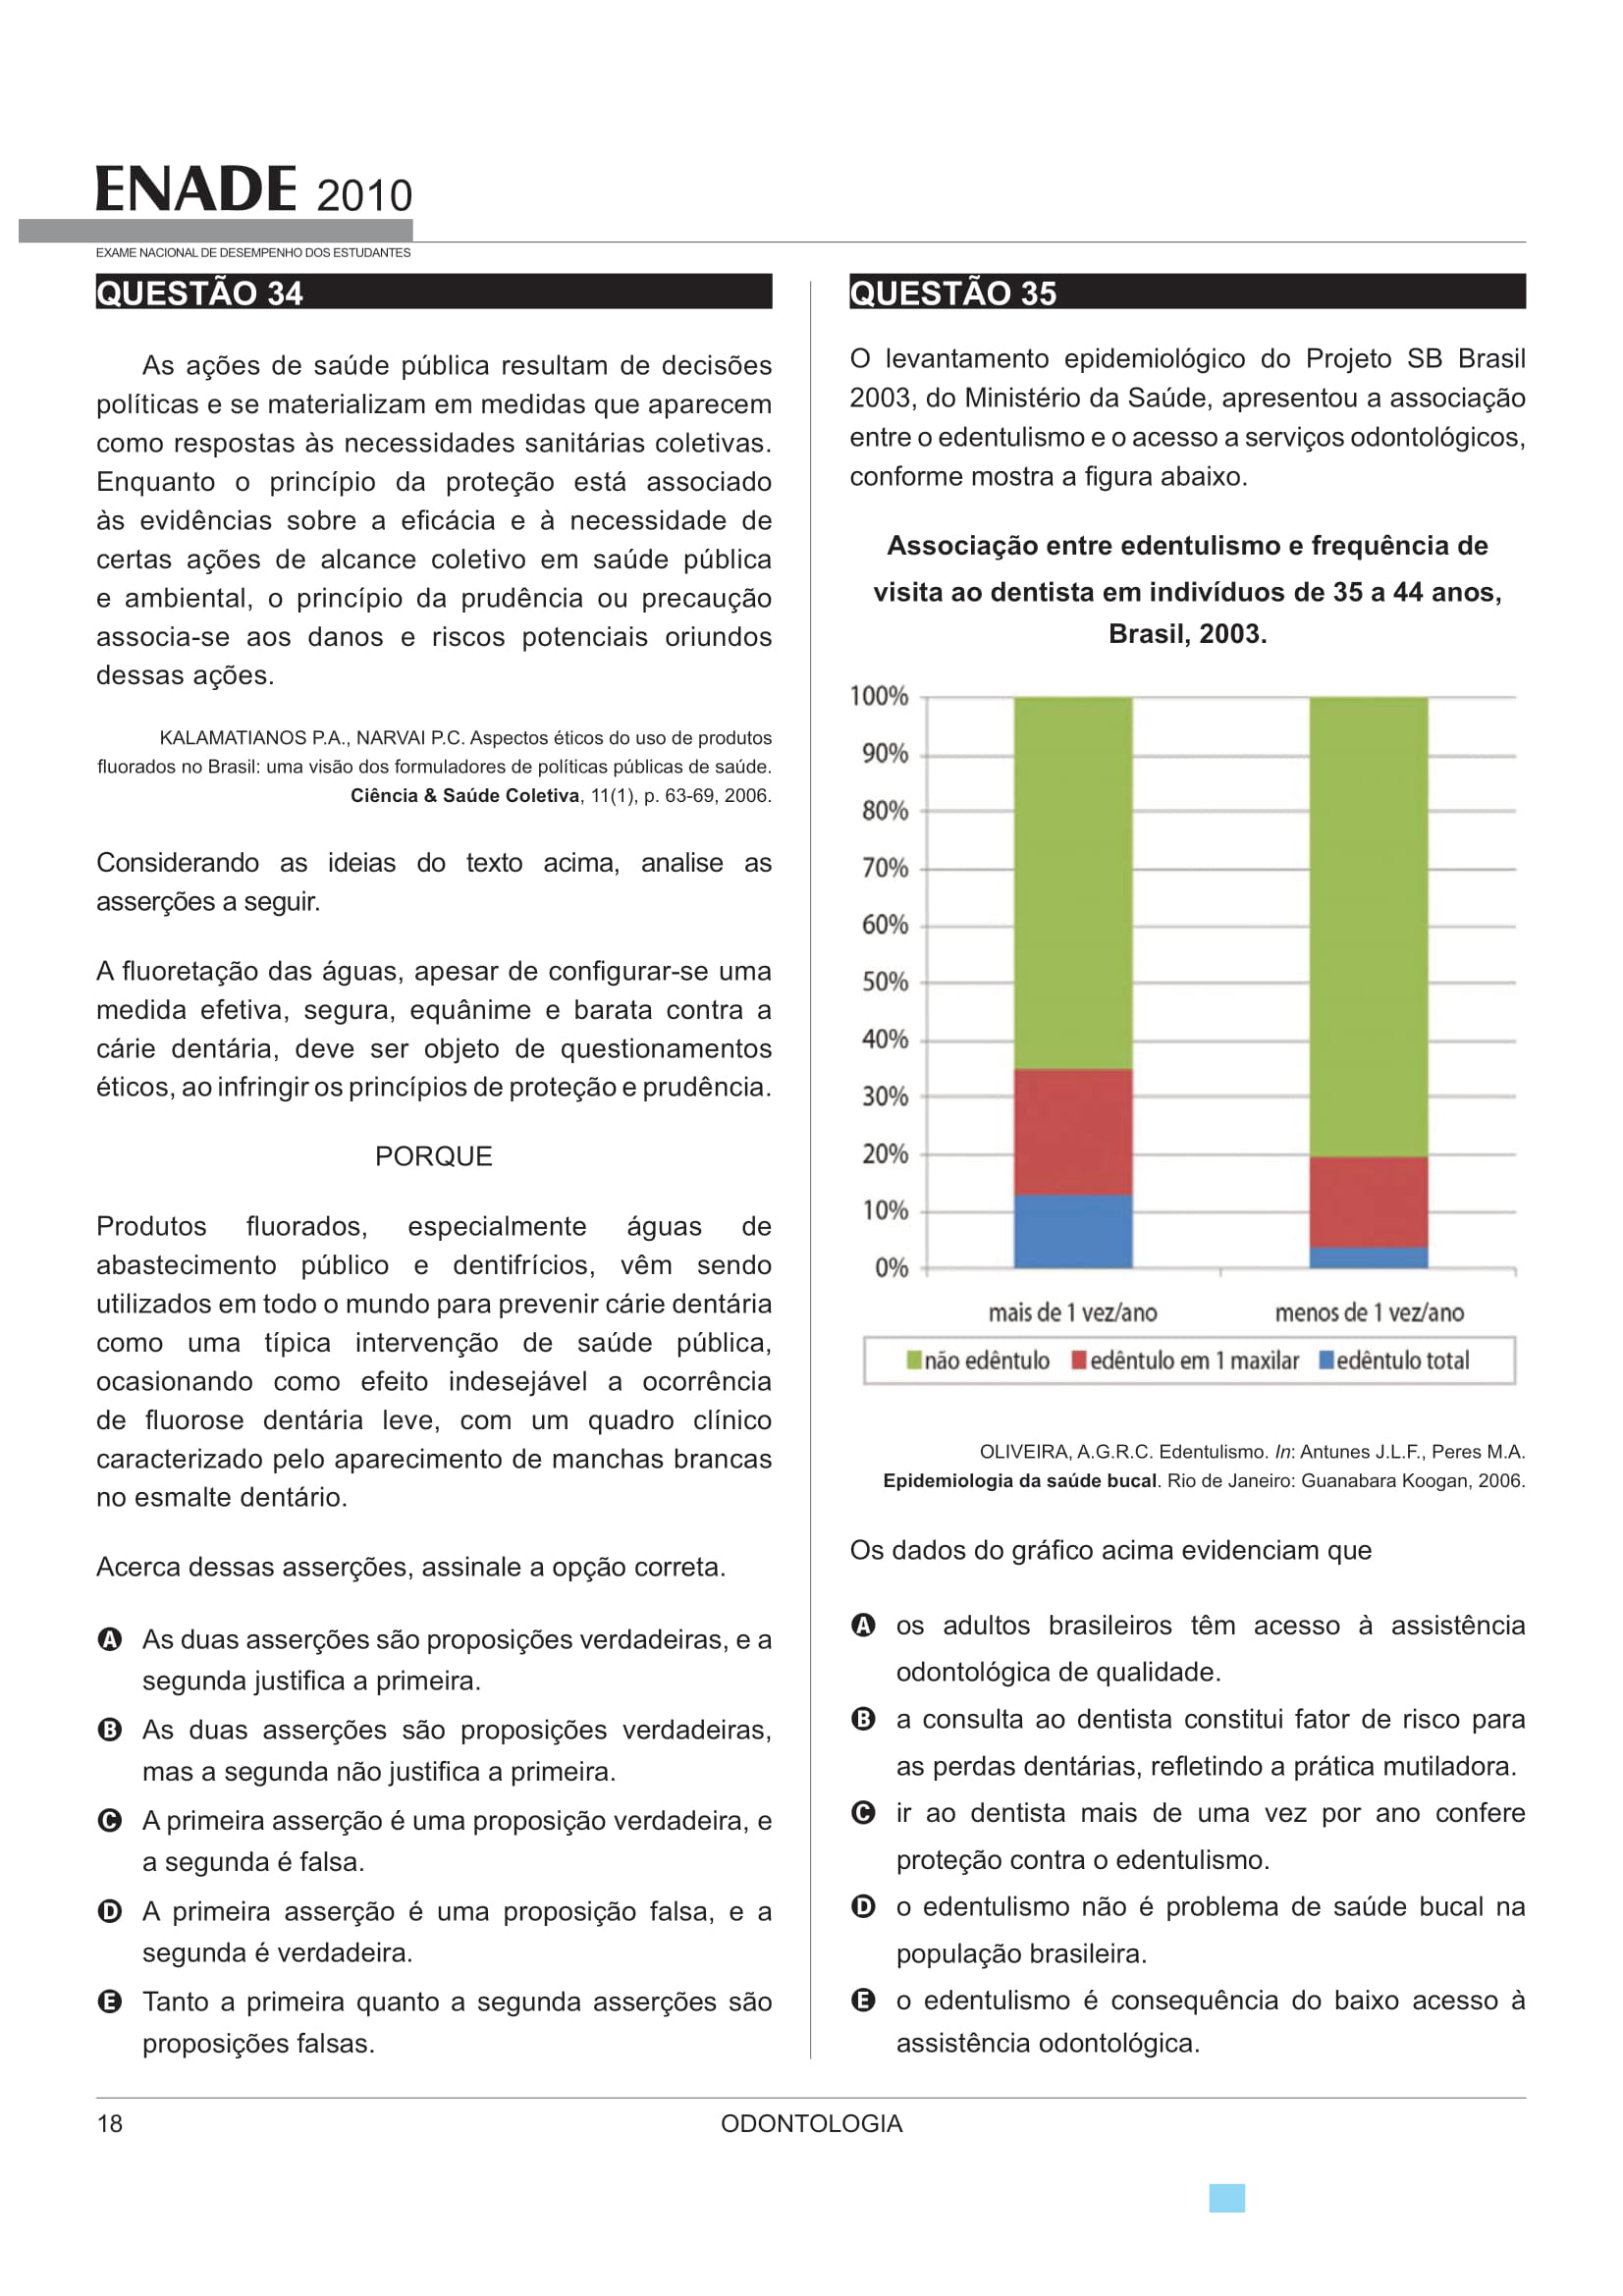 ENADE 2010
EXAME NACIONAL DE DESEMPENHO DOS ESTUDANTES
QUESTÃO 34
As ações de saúde pública resultam de decisões
políticas e se materializam em medidas que aparecem
como respostas às necessidades sanitárias coletivas.
Enquanto o princípio da proteção está associado
às evidências sobre a eficácia e à necessidade de
certas ações de alcance coletivo em saúde pública
e ambiental, o princípio da prudência ou precaução
associa-se aos danos e riscos potenciais oriundos
dessas ações.
KALAMATIANOS P.A., NARVAI P.C. Aspectos éticos do uso de produtos
fluorados no Brasil: uma visão dos formuladores de políticas públicas de saúde.
Ciência & Saúde Coletiva, 11(1), p. 63-69, 2006.
Considerando as ideias do texto acima, analise as
asserções a seguir.
A fluoretação das águas, apesar de configurar-se uma
medida efetiva, segura, equânime e barata contra a
cárie dentária, deve ser objeto de questionamentos
éticos, ao infringir os princípios de proteção e prudência.
PORQUE
Produtos fluorados, especialmente águas de
abastecimento público e dentifrícios, vêm sendo
utilizados em todo o mundo para prevenir cárie dentária
como uma típica intervenção de saúde pública,
ocasionando como efeito indesejável a ocorrência
de fluorose dentária leve, com um quadro clínico
caracterizado pelo aparecimento de manchas brancas
no esmalte dentário.
Acerca dessas asserções, assinale a opção correta.
A As duas asserções são proposições verdadeiras, e a
segunda justifica a primeira.
B As duas asserções são proposições verdadeiras,
mas a segunda não justifica a primeira.
C A primeira asserção é uma proposição verdadeira, e
a segunda é falsa.
D A primeira asserção é uma proposição falsa, e a
segunda é verdadeira.
E Tanto a primeira quanto a segunda asserções são
proposições falsas.
QUESTÃO 35
O levantamento epidemiológico do Projeto SB Brasil
2003, do Ministério da Saúde, apresentou a associação
entre o edentulismo e o acesso a serviços odontológicos,
conforme mostra a figura abaixo.
Associação entre edentulismo e frequência de
visita ao dentista em indivíduos de 35 a 44 anos,
Brasil, 2003.
100%
90%
80%
70%
60%
50%
40%
30%
20%
10%
0%
mais de 1 vez/ano menos de 1 vez/ano
não edêntulo edêntulo em 1 maxilar edêntulo total
OLIVEIRA, A.G.R.C. Edentulismo. In: Antunes J.L.F., Peres M.A.
Epidemiologia da saúde bucal. Rio de Janeiro: Guanabara Koogan, 2006.
Os dados do gráfico acima evidenciam que
A os adultos brasileiros têm acesso à assistência
odontológica de qualidade.
B a consulta ao dentista constitui fator de risco para
as perdas dentárias, refletindo a prática mutiladora.
C ir ao dentista mais de uma vez por ano confere
proteção contra o edentulismo.
D o edentulismo não é problema de saúde bucal na
população brasileira.
E o edentulismo é consequência do baixo acesso à
assistência odontológica.
18
ODONTOLOGIA